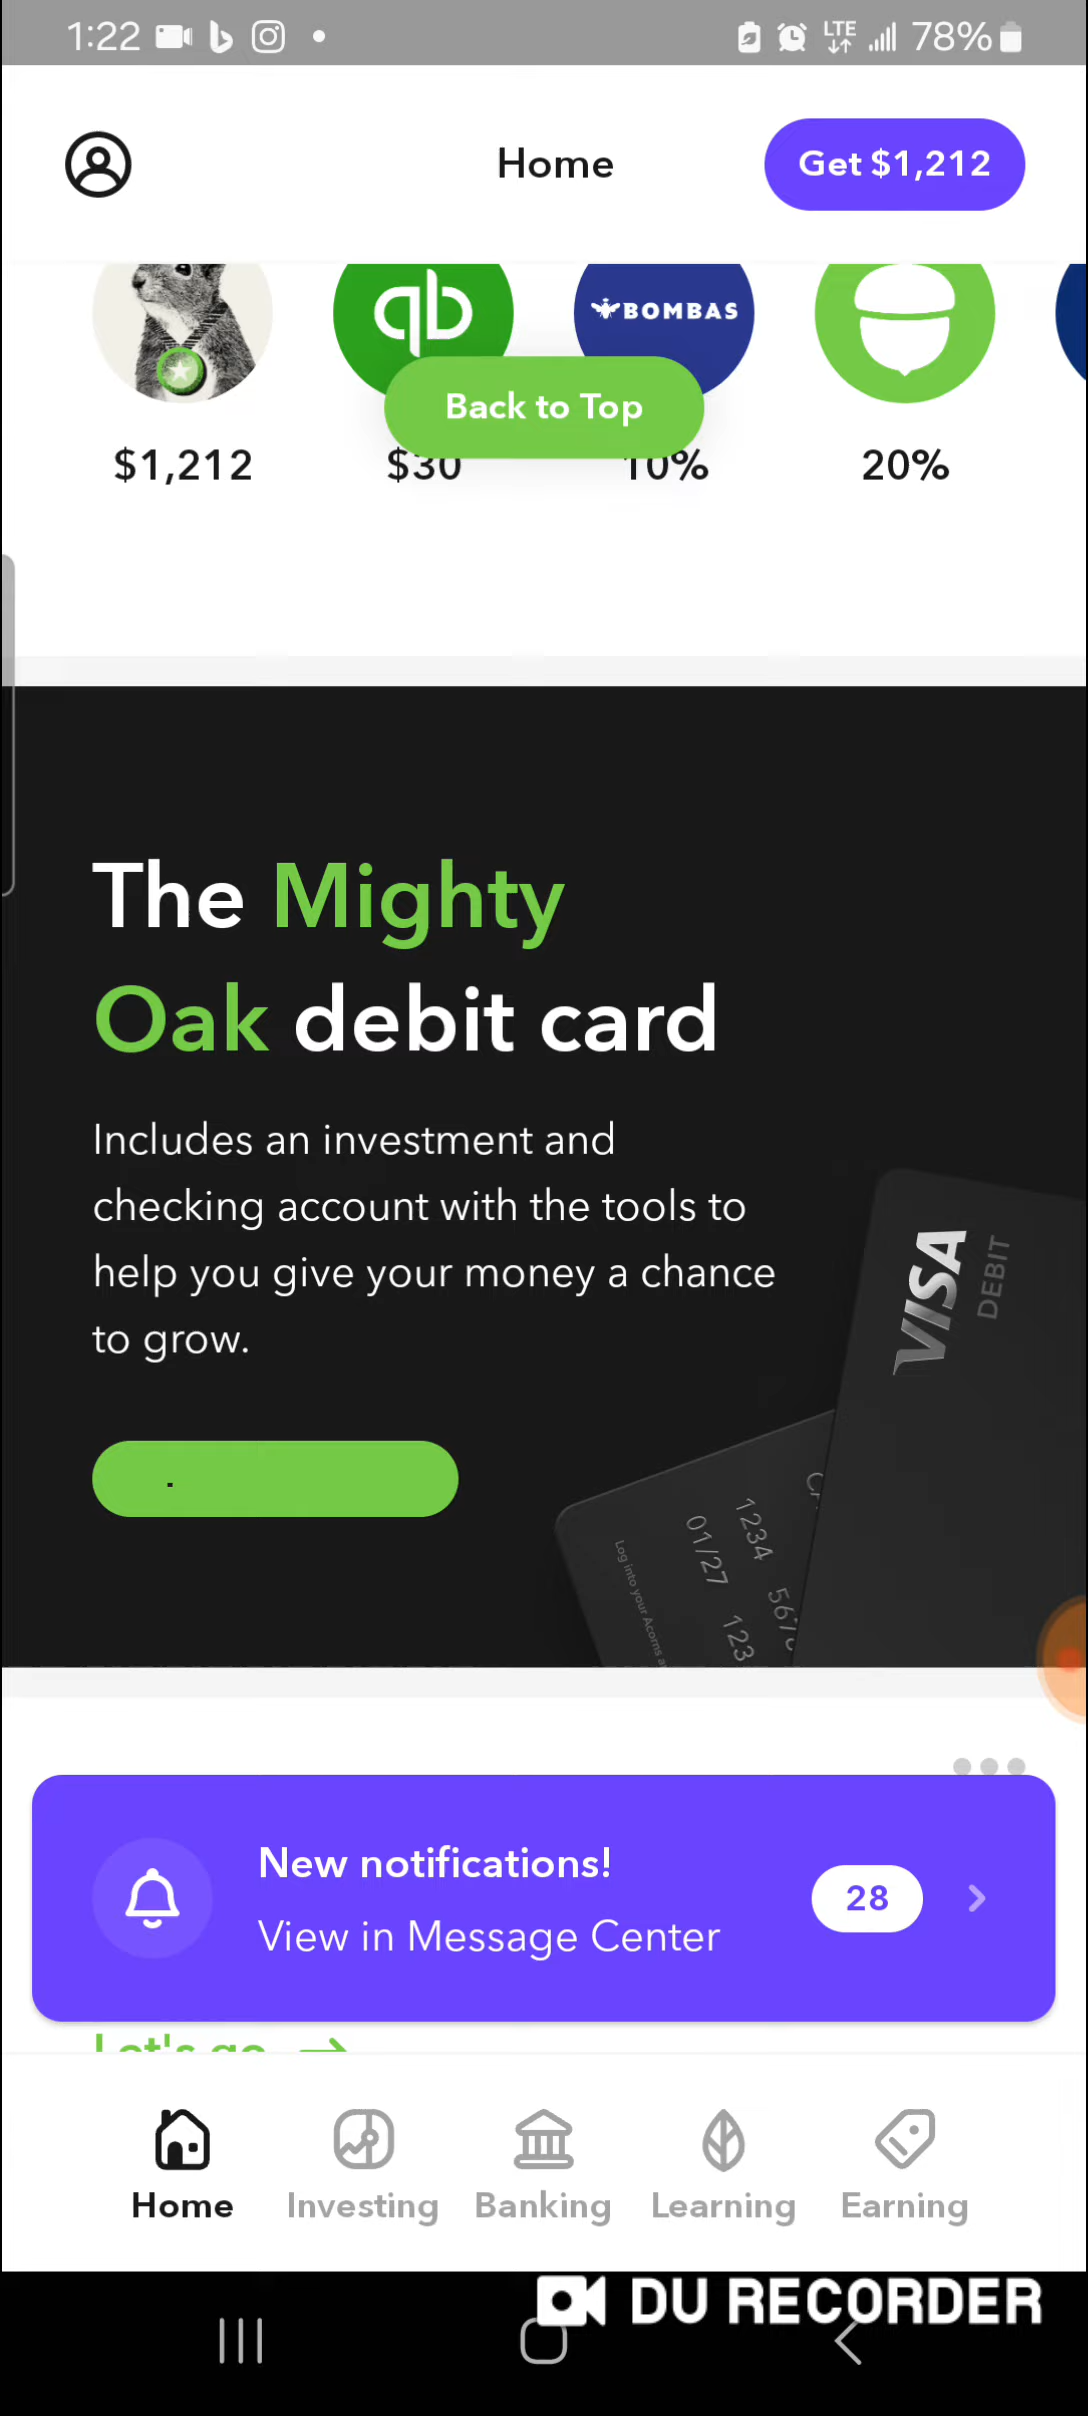 1:22
LTE
78%
Home
Get $1,212
qb
BOMBAS
Back to Top
$1,212
$30
10%
20%
The Mighty
Oak debit card
Includes an investment and
checking account with the tools to
help you give your money a chance
to grow.
VISA
DEBIT
1234
01/27
123
Log into your Acorns
New notifications!
View in Message Center
28
Let's go
Home
Investing
Banking
Learning
Earning
DU RECORDER